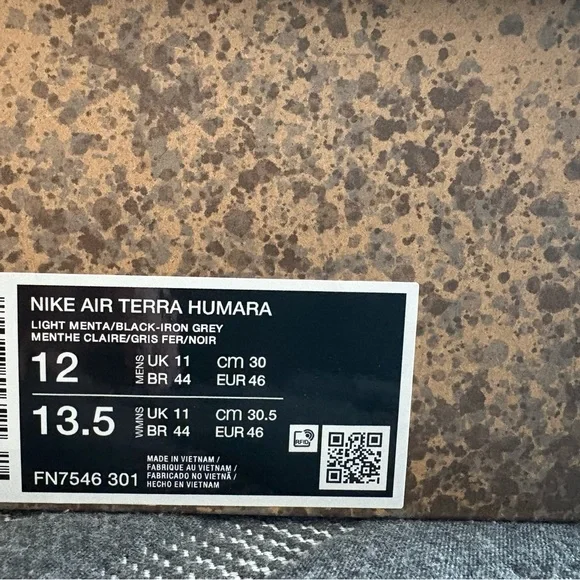 NIKE AIR TERRA HUMARA
LIGHT MENTA/BLACK-IRON GREY
MENTHE CLAIRE/GRIS FER/NOIR
12 MENS UK 11 cm 30
BR 44 EUR 46
13.5 WMNS UK 11 cm 30.5
BR 44 EUR 46
RFID
FN7546 301
MADE IN VIETNAM /
FABRIQUE AU VIETNAM /
FABRICADO NO VIETNÃ /
HECHO EN VIETNAM